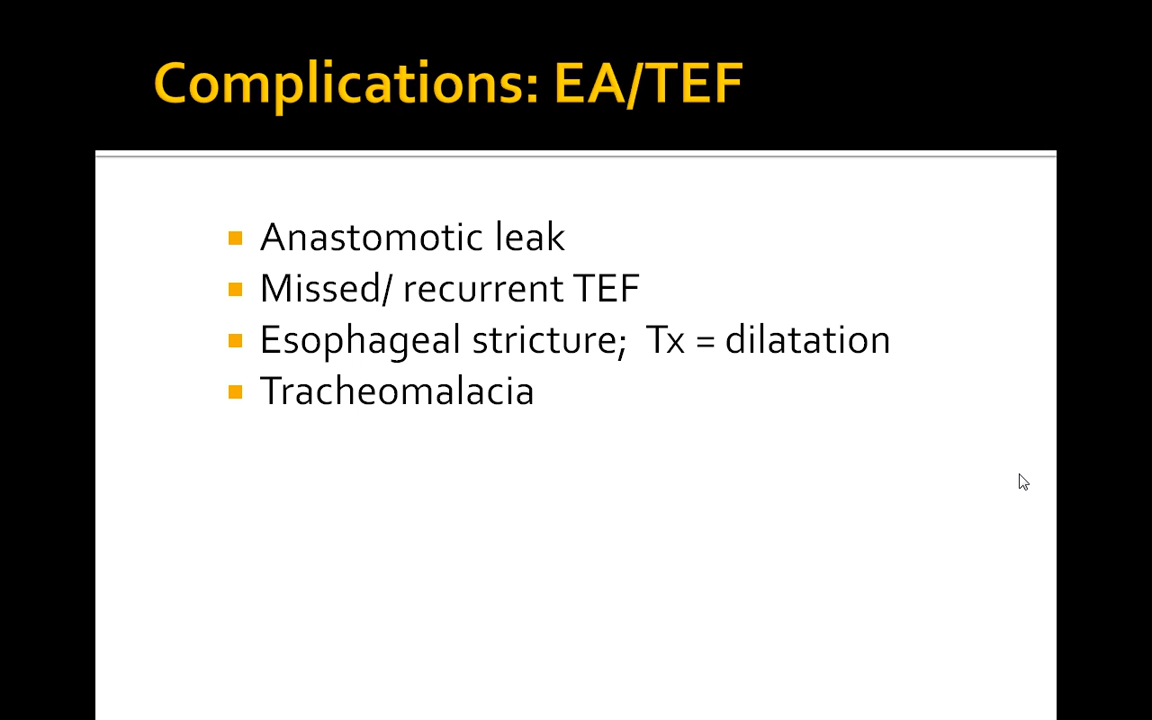 Complications: EA/TEF
Anastomotic leak
Missed/ recurrent TEF
Esophageal stricture;  Tx = dilatation
Tracheomalacia